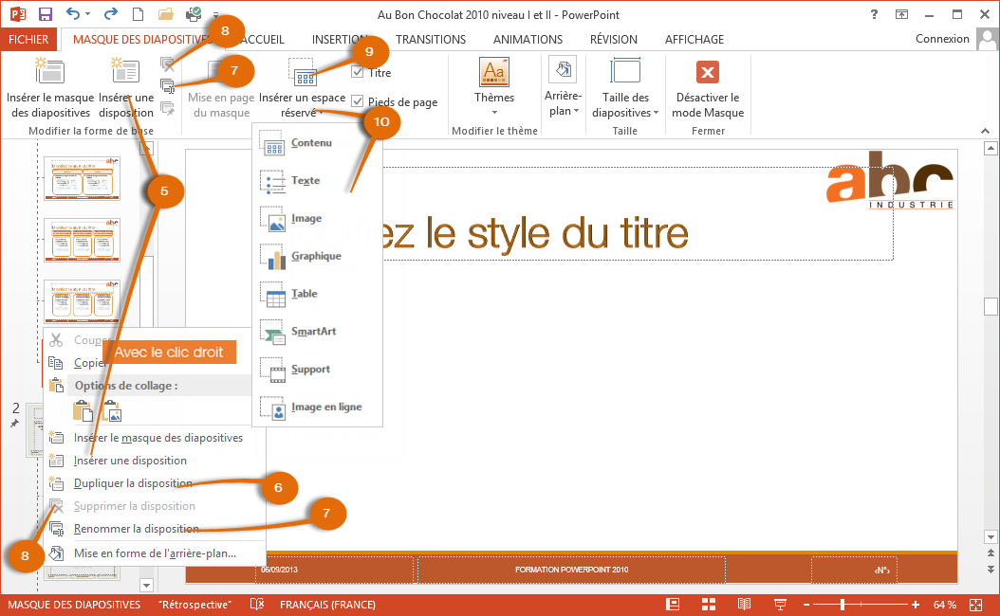 Au Bon Chocolat 2010 niveau I et II - PowerPoint
8
FICHIER
MASQUE DES DIAPOSITIVES
ACCUEIL
INSERTION
TRANSITIONS
ANIMATIONS
RÉVISION
AFFICHAGE
Connexion
9
7
Titre
Insérer le masque des diapositives
Insérer une disposition
Mise en page du masque
Insérer un espace réservé
Pieds de page
Thèmes
Arrière-plan
Taille des diapositives
Désactiver le mode Masque
10
Modifier la forme de base
Modifier le thème
Taille
Fermer
Contenu
Texte
Image
Graphique
Table
SmartArt
Support
Image en ligne
5
abc
INDUSTRIE
ez le style du titre
Couper
Avec le clic droit
Copier
Options de collage :
2
Insérer le masque des diapositives
Insérer une disposition
Dupliquer la disposition
6
Supprimer la disposition
7
Renommer la disposition
8
Mise en forme de l'arrière-plan...
06/09/2013
FORMATION POWERPOINT 2010
‹N°›
MASQUE DES DIAPOSITIVES
"Rétrospective"
FRANÇAIS (FRANCE)
64 %